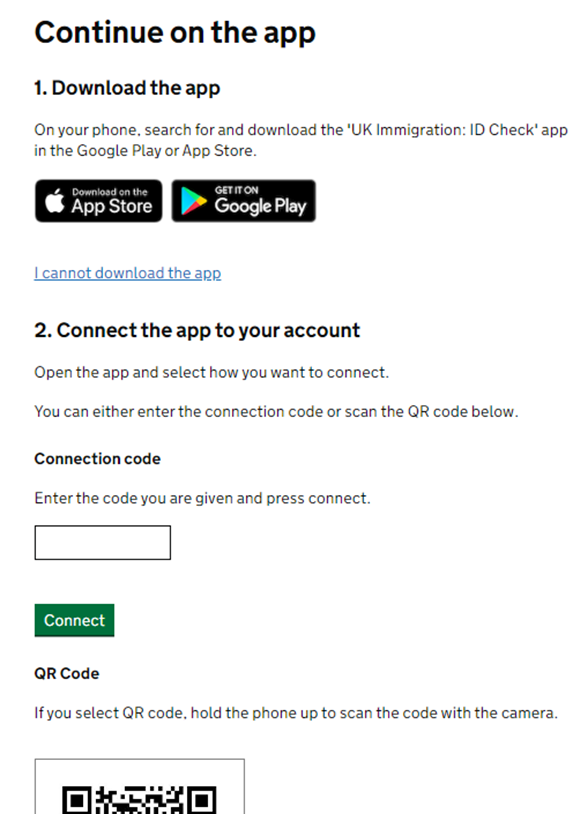 Continue on the app
1. Download the app
On your phone, search for and download the 'UK Immigration: ID Check' app
in the Google Play or App Store.
Download on the
App Store
GET IT ON
Google Play
I cannot download the app
2. Connect the app to your account
Open the app and select how you want to connect.
You can either enter the connection code or scan the QR code below.
Connection code
Enter the code you are given and press connect.
Connect
QR Code
If you select QR code, hold the phone up to scan the code with the camera.